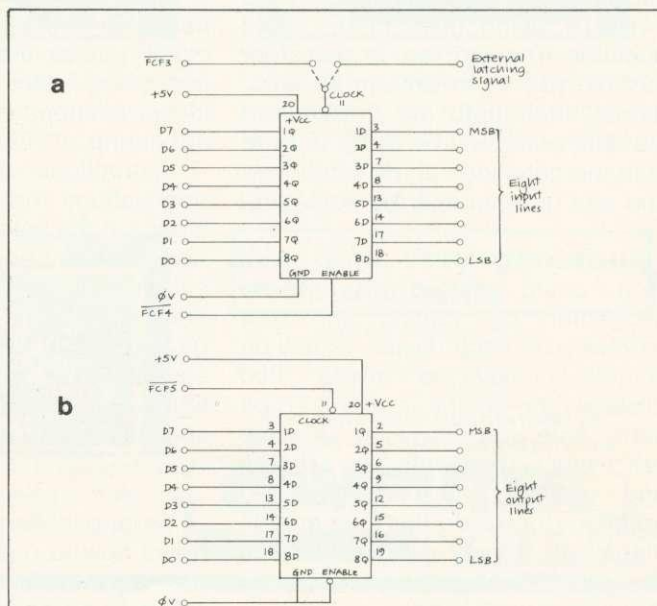 a
FCF3
External
latching
signal
+5V
20
CLOCK
11
+VCC
D7 1Q 1D 3 MSB
D6 2Q 2D 4
D5 3Q 3D 7
D4 4Q 4D 8
D3 5Q 5D 13
D2 6Q 6D 14
D1 7Q 7D 17
D0 8Q 8D 18 LSB
Eight
input
lines
GND ENABLE
ØV
FCF4
b
+5V
FCF5
11 20 +VCC
CLOCK
D7 3 1D 1Q 2 MSB
D6 4 2D 2Q 5
D5 7 3D 3Q 6
D4 8 4D 4Q 9
D3 13 5D 5Q 12
D2 14 6D 6Q 15
D1 17 7D 7Q 16
D0 18 8D 8Q 19 LSB
Eight
output
lines
GND ENABLE
ØV